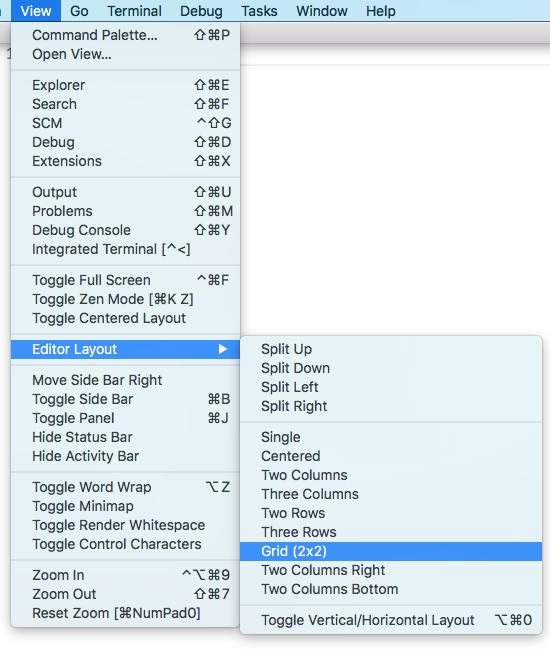 View Go Terminal Debug Tasks Window Help
Command Palette... ⇧⌘P
Open View...
Explorer ⇧⌘E
Search ⇧⌘F
SCM ^⇧G
Debug ⇧⌘D
Extensions ⇧⌘X
Output ⇧⌘U
Problems ⇧⌘M
Debug Console ⇧⌘Y
Integrated Terminal [^<]
Toggle Full Screen ^⌘F
Toggle Zen Mode [⌘K Z]
Toggle Centered Layout
Editor Layout ▶
Move Side Bar Right
Toggle Side Bar ⌘B
Toggle Panel ⌘J
Hide Status Bar
Hide Activity Bar
Toggle Word Wrap ⌥Z
Toggle Minimap
Toggle Render Whitespace
Toggle Control Characters
Zoom In ^⌥⌘9
Zoom Out ⇧⌘7
Reset Zoom [⌘NumPad0]
Split Up
Split Down
Split Left
Split Right
Single
Centered
Two Columns
Three Columns
Two Rows
Three Rows
Grid (2x2)
Two Columns Right
Two Columns Bottom
Toggle Vertical/Horizontal Layout ⌥⌘0